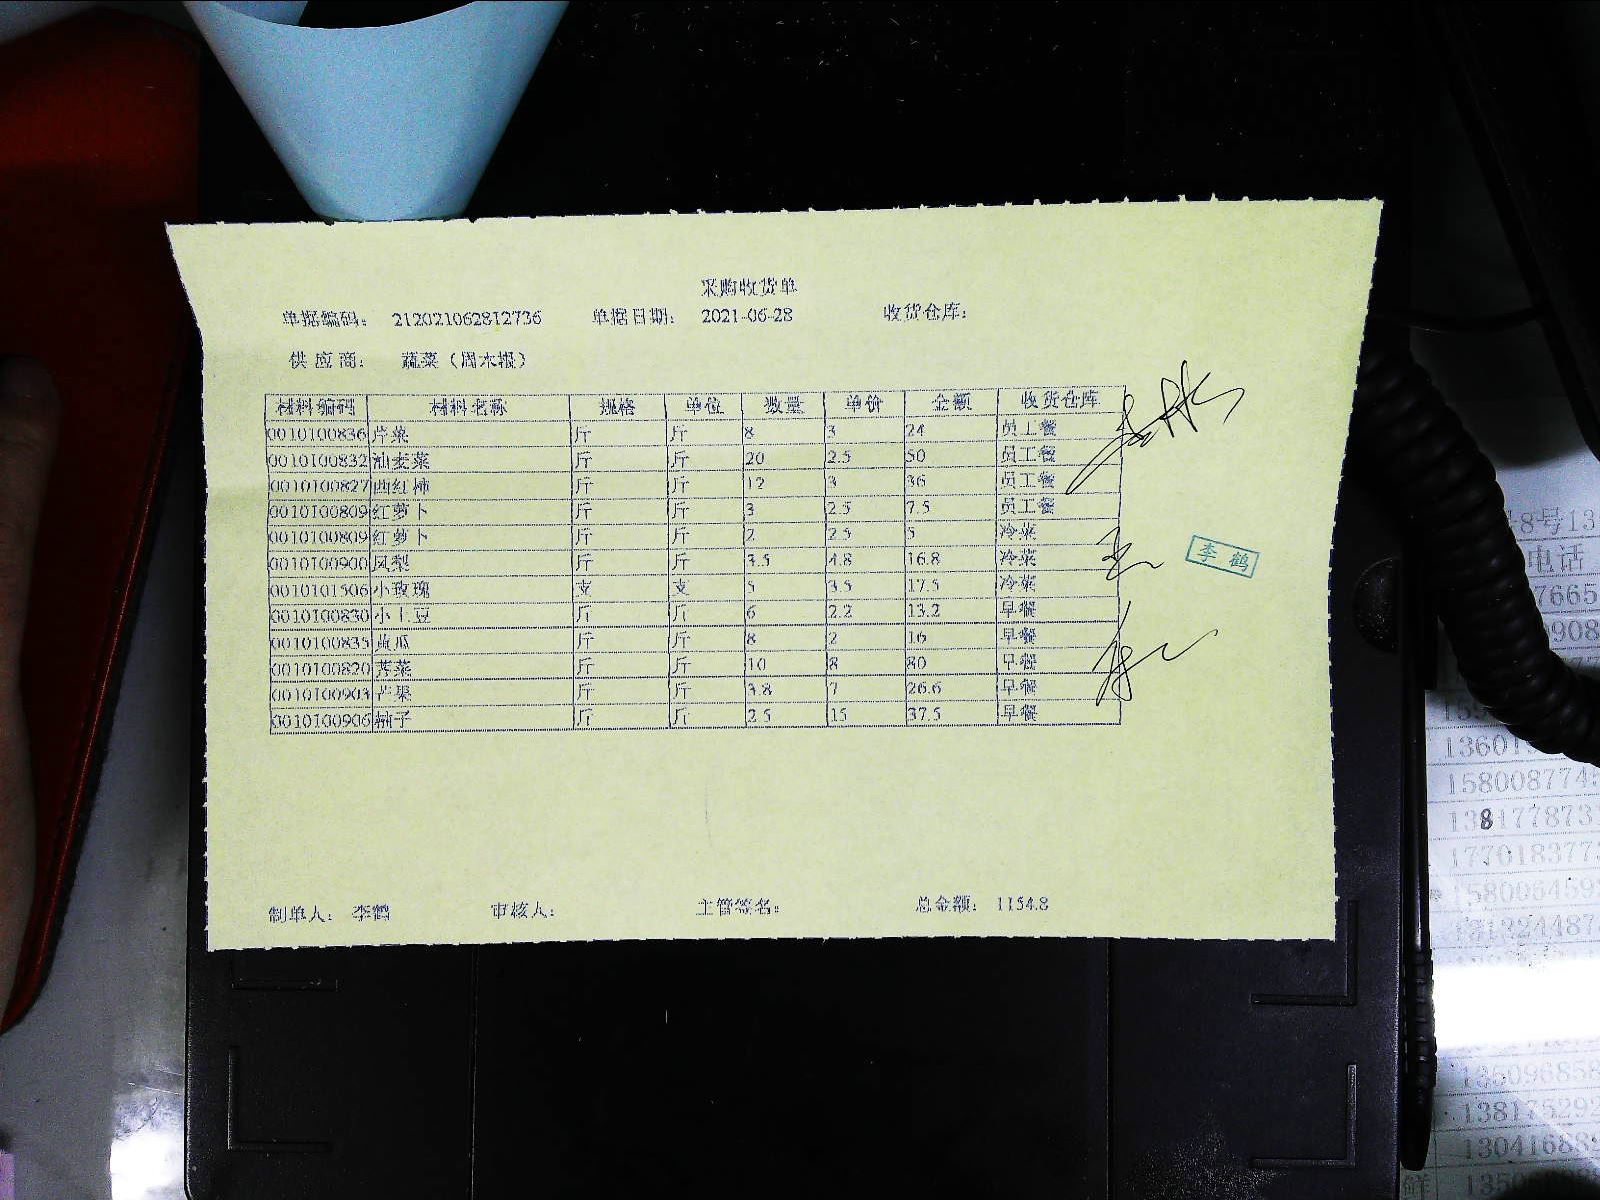 采购收货单
单据编码： 212021062812736 单据日期： 2021-06-28 收货仓库：
供应商： 蔬菜（周木根）
材料编码 材料名称 规格 单位 数量 单价 金额 收货仓库
0010100836 芹菜 斤 斤 8 3 24 员工餐
0010100832 油麦菜 斤 斤 20 2.5 50 员工餐
0010100827 西红柿 斤 斤 12 3 36 员工餐
0010100809 红萝卜 斤 斤 3 2.5 7.5 员工餐
0010100809 红萝卜 斤 斤 2 2.5 5 冷菜
0010100900 凤梨 斤 斤 3.5 4.8 16.8 冷菜
0010101506 小玫瑰 支 支 5 3.5 17.5 冷菜
0010100830 小土豆 斤 斤 6 2.2 13.2 早餐
0010100835 黄瓜 斤 斤 8 2 16 早餐
0010100820 荠菜 斤 斤 10 8 80 早餐
0010100903 芒果 斤 斤 3.8 7 26.6 早餐
0010100906 柚子 斤 斤 2.5 15 37.5 早餐
李鹤
制单人： 李鹤 审核人： 主管签名： 总金额： 1154.8
电话